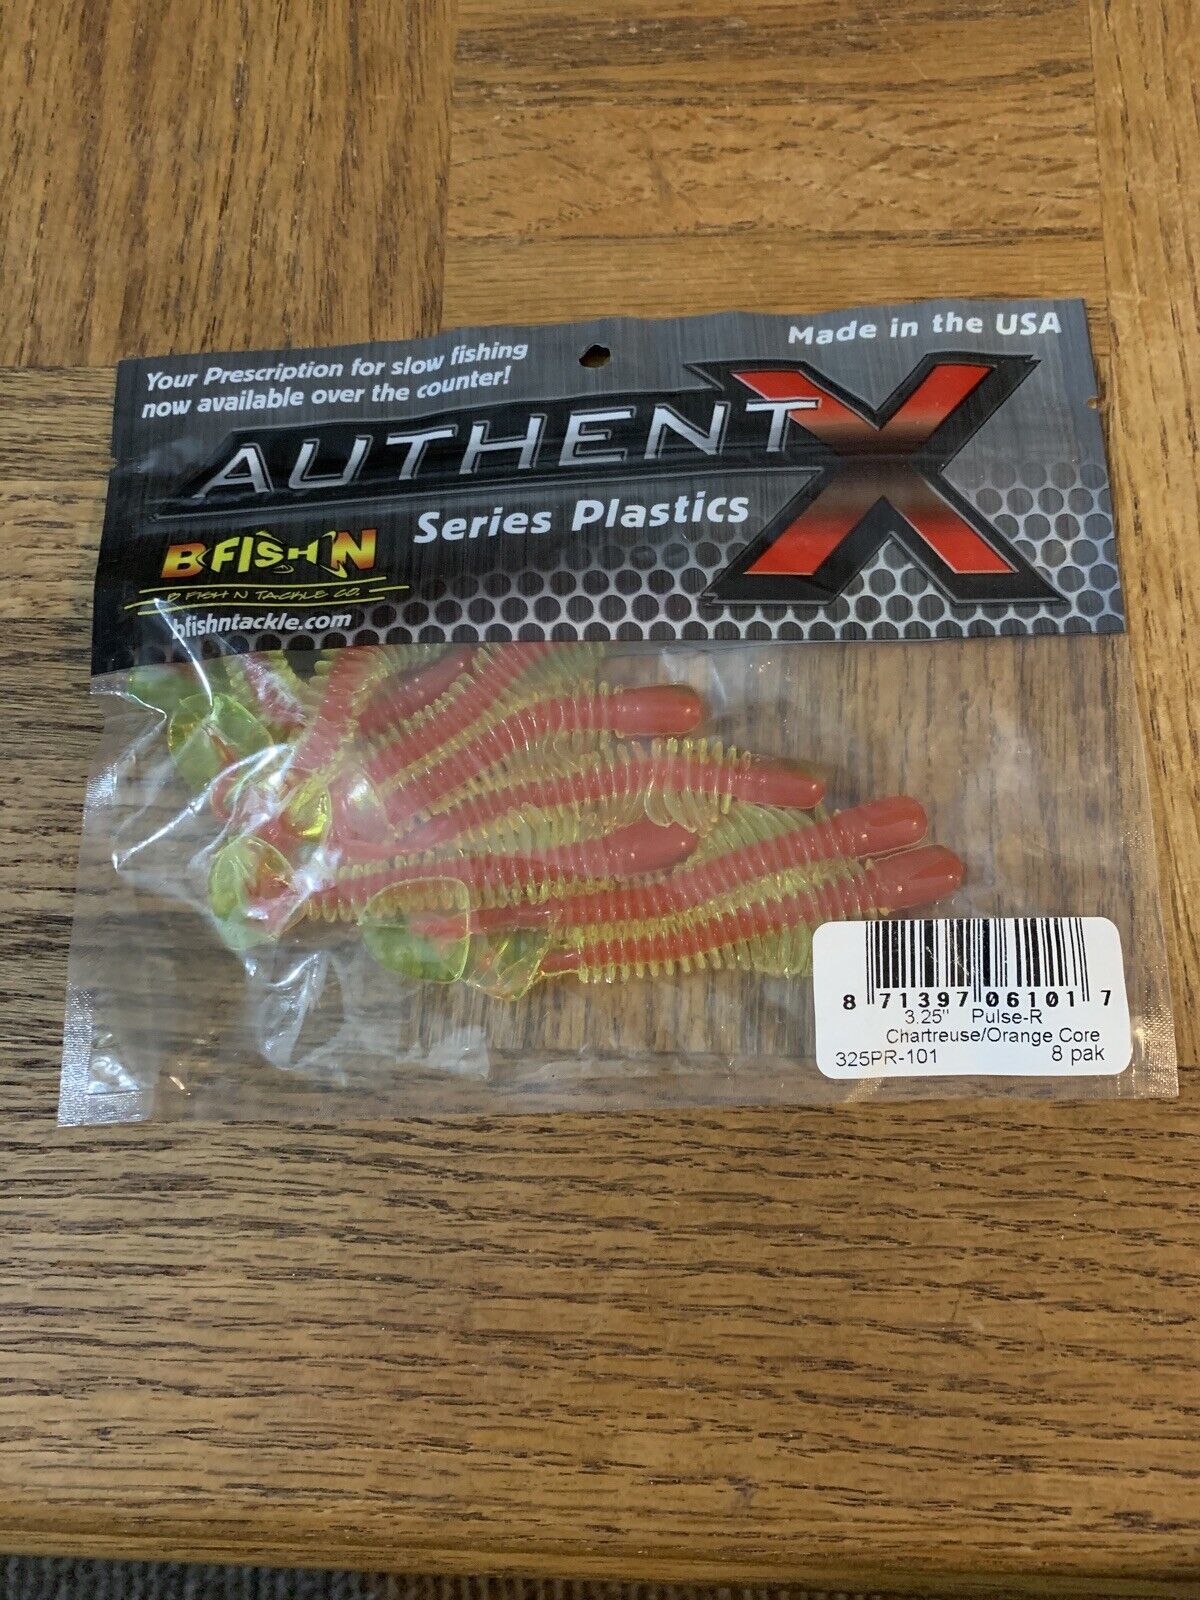 Your Prescription for slow fishing
now available over the counter!
Made in the USA
AUTHENTX
Series Plastics
B FISH N
B FISH N TACKLE CO.
bfishntackle.com
8 71397 06101 7
3.25" Pulse-R
Chartreuse/Orange Core
325PR-101 8 pak